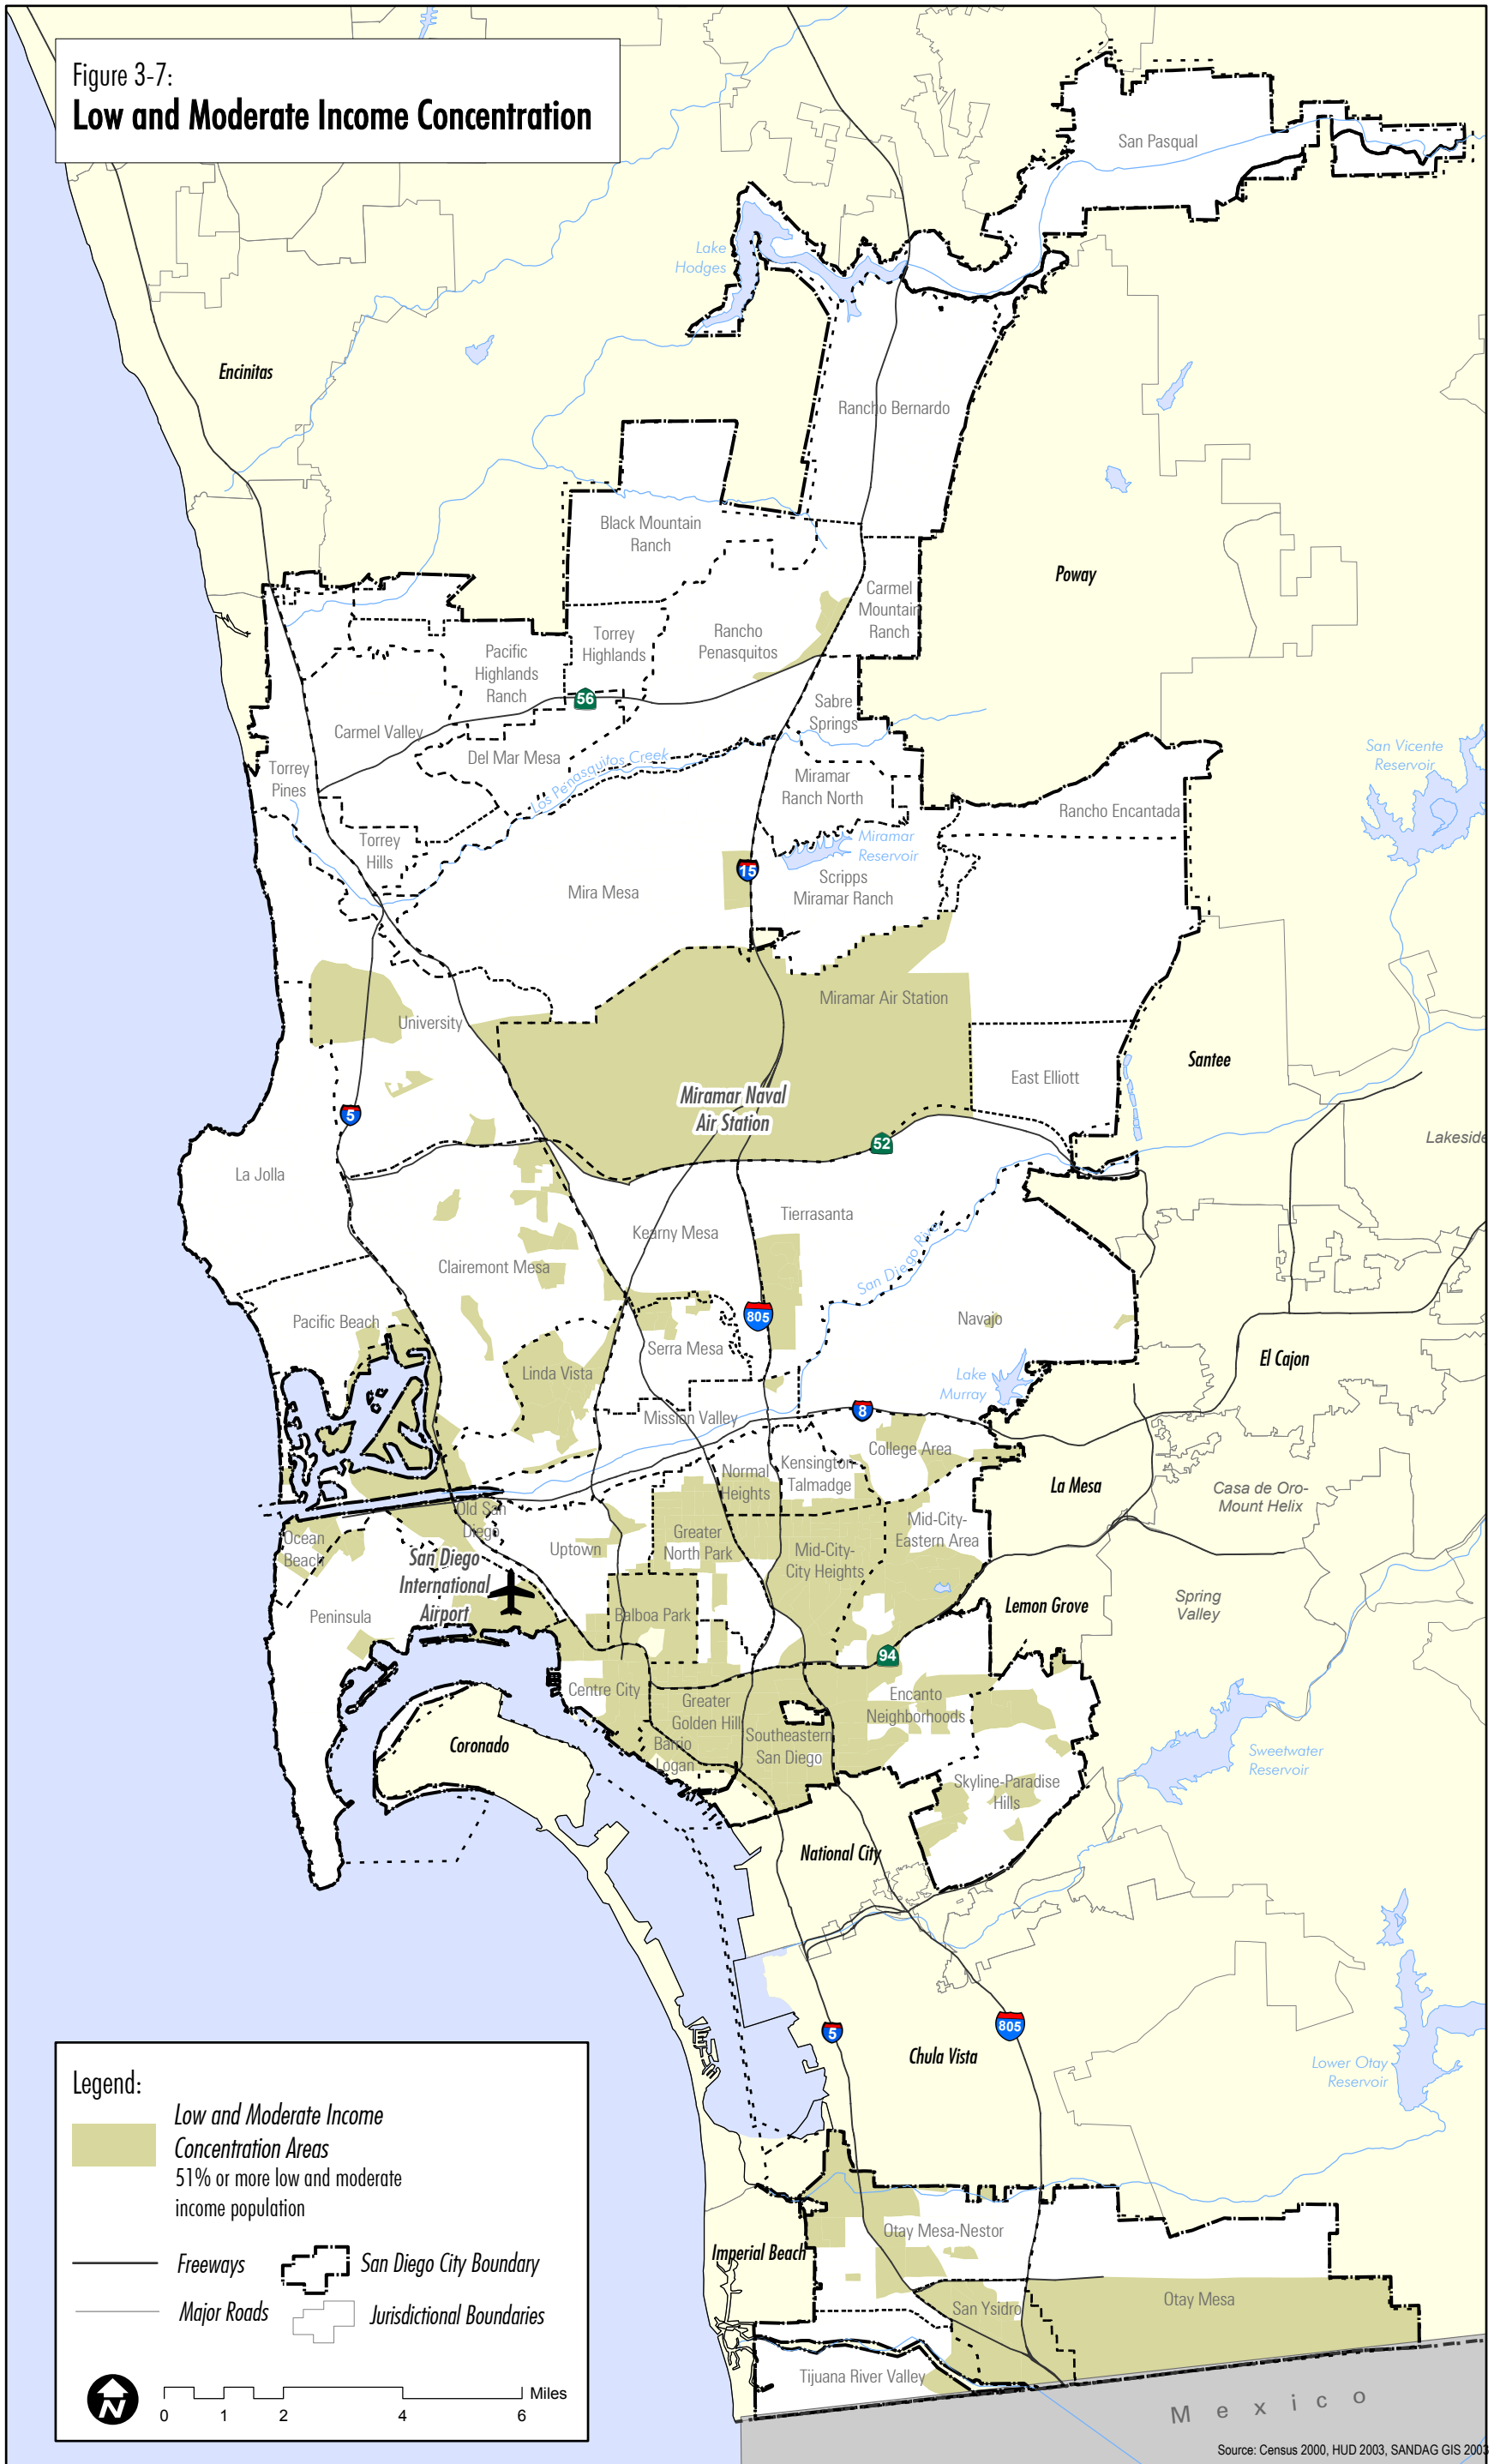 Figure 3-7:
Low and Moderate Income Concentration
San Pasqual
Lake
Hodges
Encinitas
Rancho Bernardo
Black Mountain
Ranch
Poway
Carmel
Mountain
Ranch
Torrey
Highlands
Rancho
Penasquitos
Pacific
Highlands
Ranch
56
Sabre
Springs
Carmel Valley
Del Mar Mesa
Los Penasquitos Creek
San Vicente
Reservoir
Torrey
Pines
Miramar
Ranch North
Rancho Encantada
Torrey
Hills
Miramar
Reservoir
15
Scripps
Miramar Ranch
Mira Mesa
Miramar Air Station
University
Santee
East Elliott
Miramar Naval
Air Station
5
52
Lakeside
La Jolla
Tierrasanta
Kearny Mesa
San Diego River
Clairemont Mesa
805
Pacific Beach
Navajo
Serra Mesa
El Cajon
Linda Vista
Lake
Murray
8
Mission Valley
College Area
Kensington-
Talmadge
Normal
Heights
La Mesa
Casa de Oro-
Mount Helix
Old San
Diego
Mid-City-
Eastern Area
Ocean
Beach
Greater
North Park
Uptown
Mid-City-
City Heights
San Diego
International
Airport
Peninsula
Balboa Park
Lemon Grove
Spring
Valley
94
Centre City
Greater
Golden Hill
Encanto
Neighborhoods
Coronado
Barrio
Logan
Southeastern
San Diego
Sweetwater
Reservoir
Skyline-Paradise
Hills
National City
5
805
Chula Vista
Lower Otay
Reservoir
Otay Mesa-Nestor
Imperial Beach
Otay Mesa
San Ysidro
Tijuana River Valley
Mexico
Legend:
Low and Moderate Income
Concentration Areas
51% or more low and moderate
income population
Freeways
San Diego City Boundary
Major Roads
Jurisdictional Boundaries
N
Miles
0 1 2 4 6
Source: Census 2000, HUD 2003, SANDAG GIS 2003